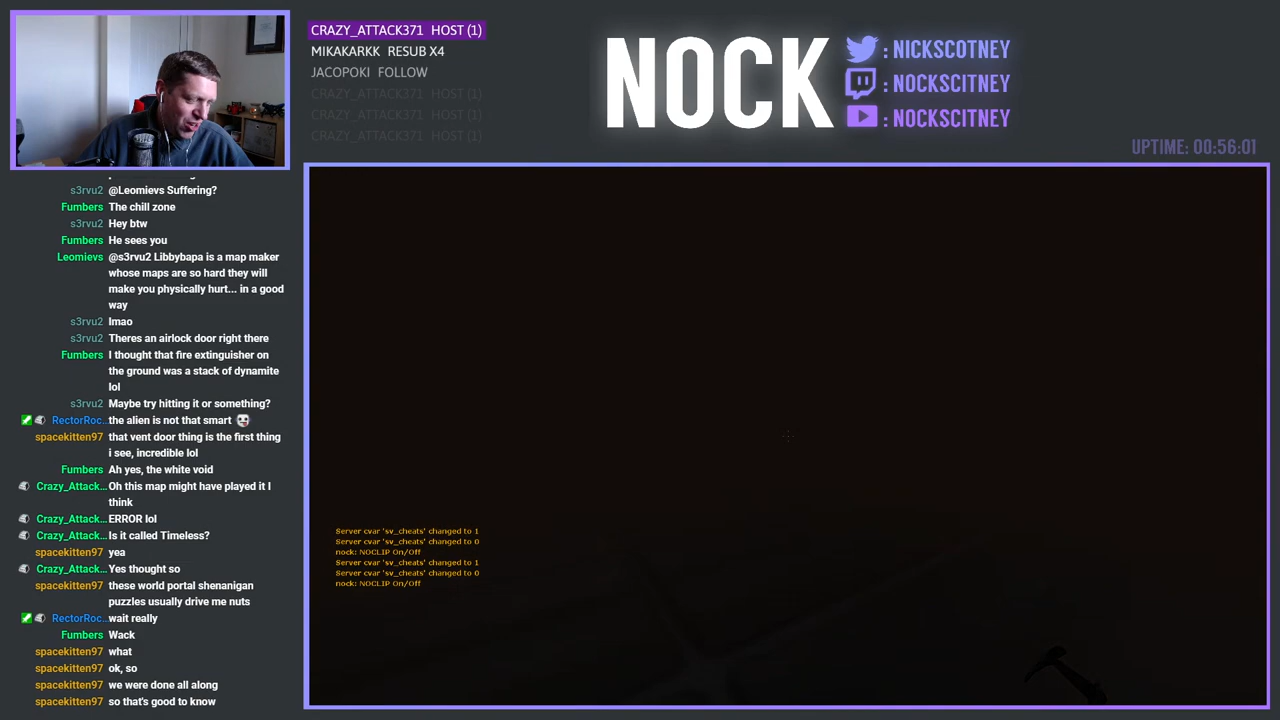 CRAZY_ATTACK371 HOST (1)
MIKAKARKK RESUB X4
JACOPOKI FOLLOW
CRAZY_ATTACK371 HOST (1)
CRAZY_ATTACK371 HOST (1)
CRAZY_ATTACK371 HOST (1)
NOCK
: NICKSCOTNEY
: NOCKSCITNEY
: NOCKSCITNEY
UPTIME: 00:56:01
s3rvu2 @Leomievs Suffering?
Fumbers The chill zone
s3rvu2 Hey btw
Fumbers He sees you
Leomievs @s3rvu2 Libbybapa is a map maker
whose maps are so hard they will
make you physically hurt... in a good
way
s3rvu2 lmao
s3rvu2 Theres an airlock door right there
Fumbers I thought that fire extinguisher on
the ground was a stack of dynamite
lol
s3rvu2 Maybe try hitting it or something?
RectorRoc... the alien is not that smart
spacekitten97 that vent door thing is the first thing
i see, incredible lol
Fumbers Ah yes, the white void
Crazy_Attack... Oh this map might have played it I
think
Crazy_Attack... ERROR lol
Crazy_Attack... Is it called Timeless?
spacekitten97 yea
Crazy_Attack... Yes thought so
spacekitten97 these world portal shenanigan
puzzles usually drive me nuts
RectorRoc... wait really
Fumbers Wack
spacekitten97 what
spacekitten97 ok, so
spacekitten97 we were done all along
spacekitten97 so that's good to know
Server cvar 'sv_cheats' changed to 1
Server cvar 'sv_cheats' changed to 0
nock: NOCLIP On/Off
Server cvar 'sv_cheats' changed to 1
Server cvar 'sv_cheats' changed to 0
nock: NOCLIP On/Off